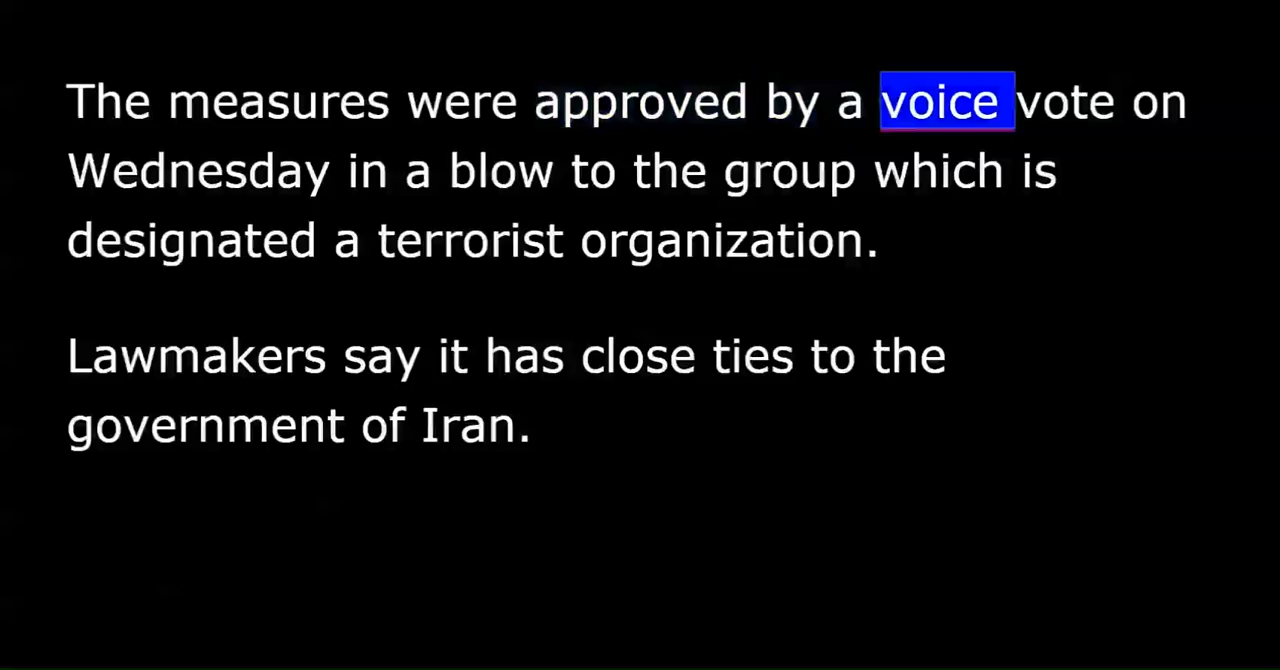 The measures were approved by a voice vote on
Wednesday in a blow to the group which is
designated a terrorist organization.
Lawmakers say it has close ties to the
government of Iran.